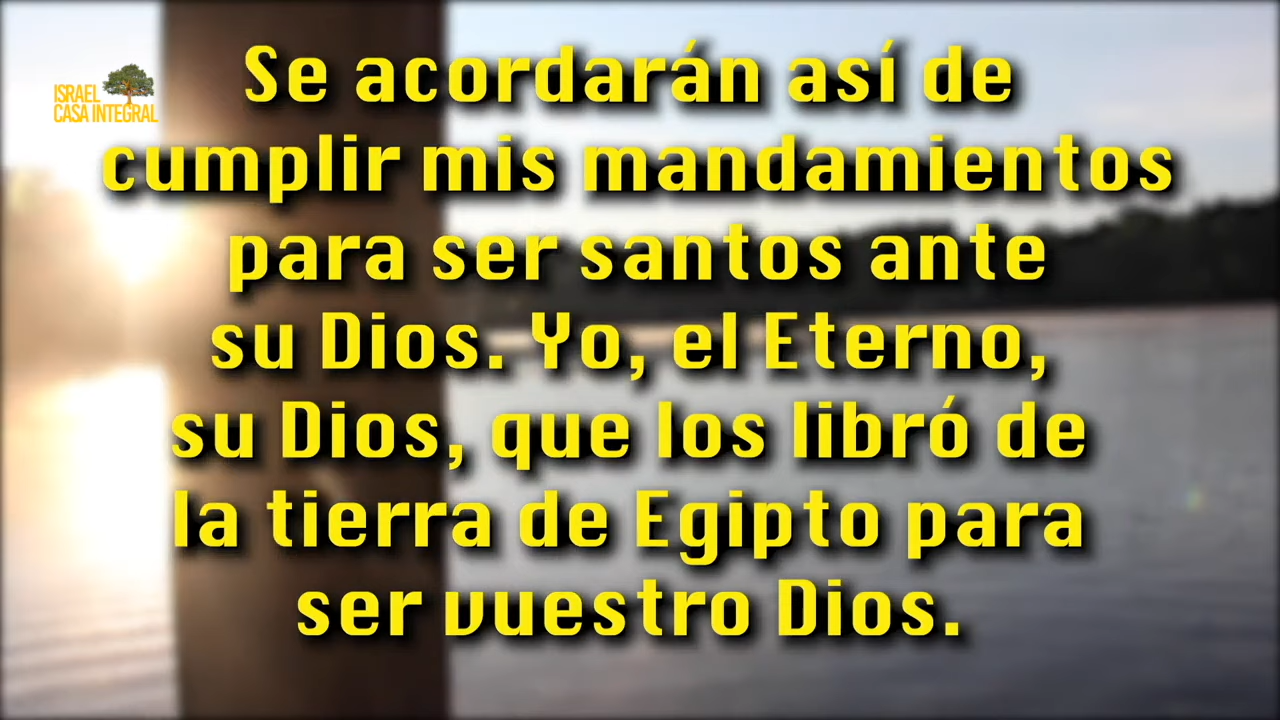 ISRAEL
CASA INTEGRAL
Se acordarán así de
cumplir mis mandamientos
para ser santos ante
su Dios. Yo, el Eterno,
su Dios, que los libró de
la tierra de Egipto para
ser vuestro Dios.